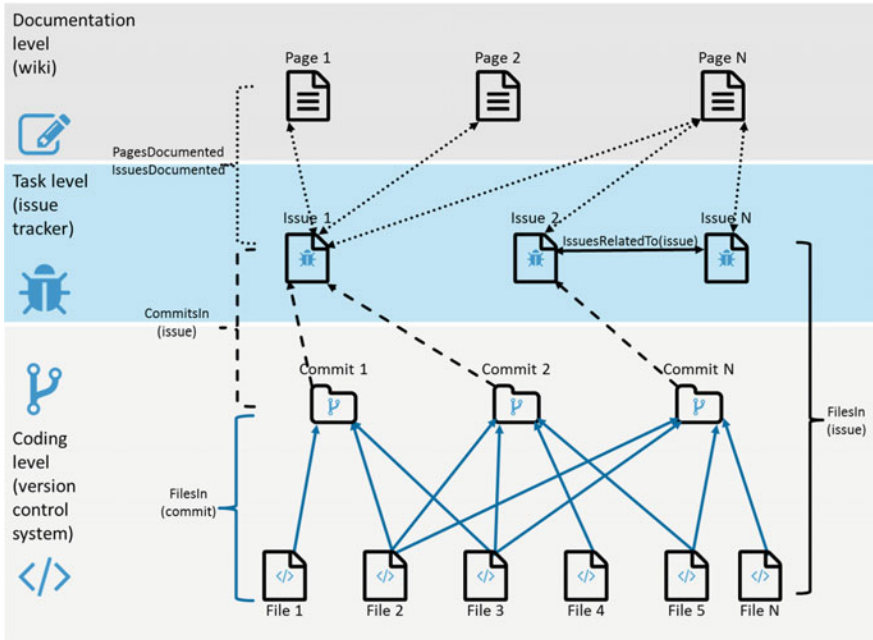 Documentation
level
(wiki)
Page 1
Page 2
Page N
PagesDocumented
IssuesDocumented
Task level
(issue
tracker)
Issue 1
Issue 2
Issue N
IssuesRelatedTo(issue)
CommitsIn
(issue)
Commit 1
Commit 2
Commit N
Coding
level
(version
control
system)
FilesIn
(issue)
FilesIn
(commit)
</>
</>
</>
</>
</>
</>
</>
File 1
File 2
File 3
File 4
File 5
File N